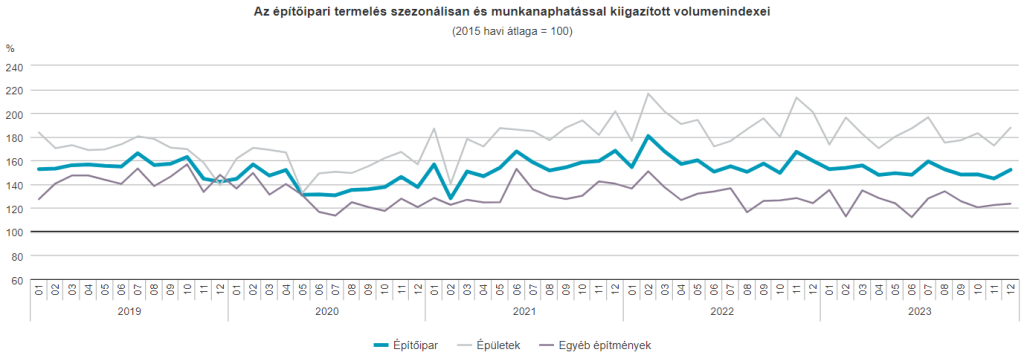 Az építőipari termelés szezonálisan és munkanaphatással kiigazított volumenindexei
(2015 havi átlaga = 100)
%
240
220
200
180
160
140
120
100
80
60
01 02 03 04 05 06 07 08 09 10 11 12 01 02 03 04 05 06 07 08 09 10 11 12 01 02 03 04 05 06 07 08 09 10 11 12 01 02 03 04 05 06 07 08 09 10 11 12 01 02 03 04 05 06 07 08 09 10 11 12
2019 2020 2021 2022 2023
Építőipar Épületek Egyéb építmények